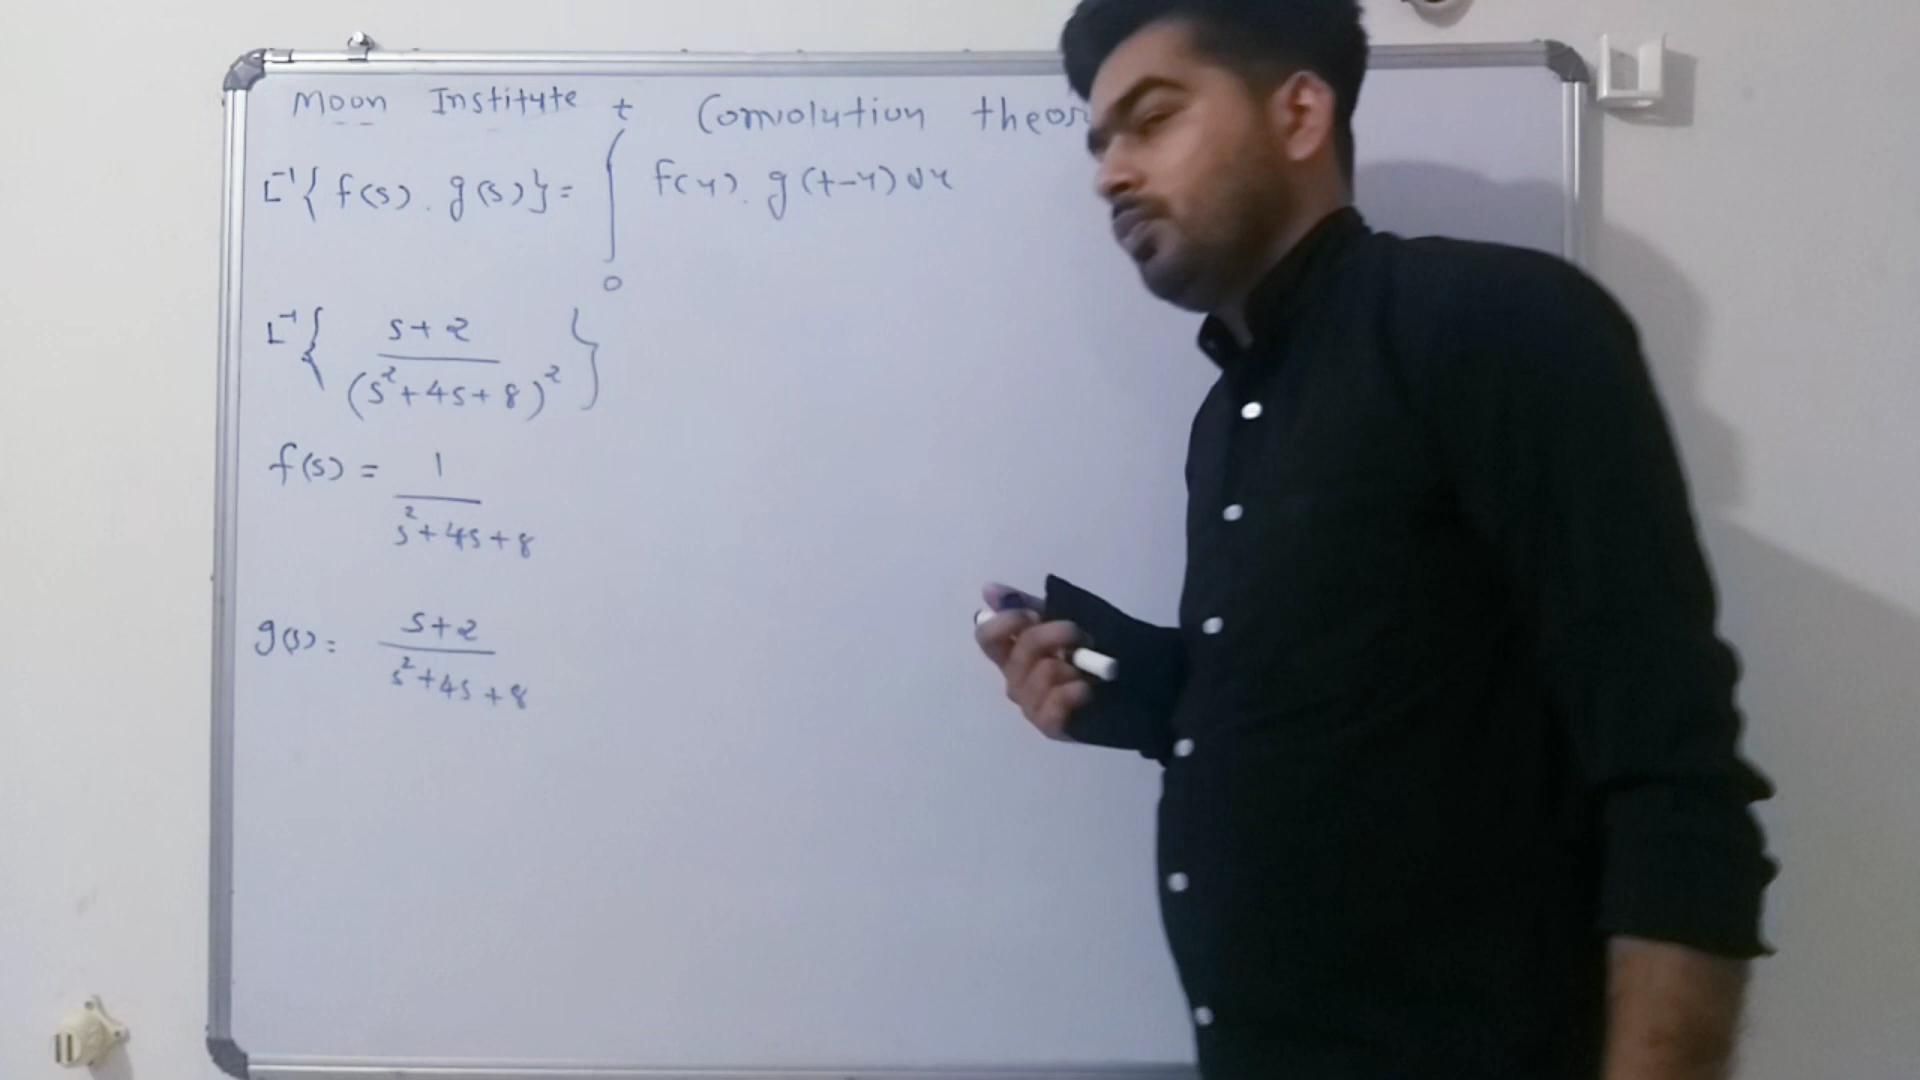 Moon Institute
Convolution theor
L⁻¹{ f(s) . g(s) } = ∫₀ᵗ f(u) . g(t-u) du
L⁻¹{ (s+2)/(s²+4s+8)² }
f(s) = 1/(s²+4s+8)
g(s) = (s+2)/(s²+4s+8)